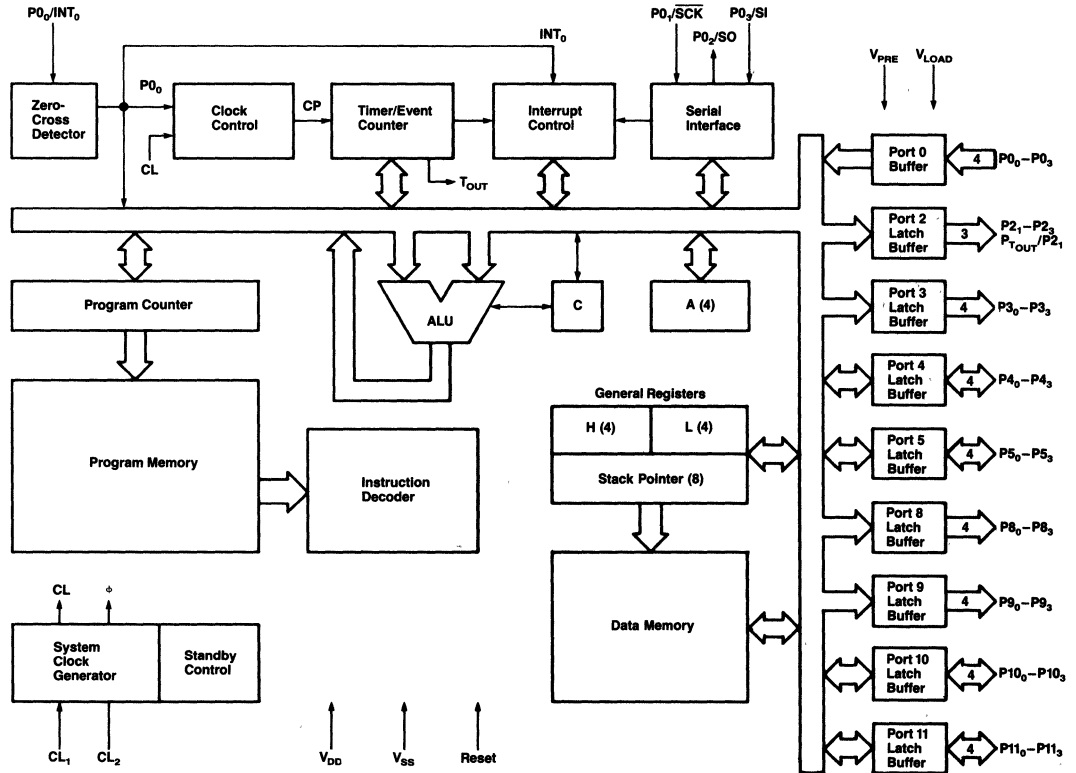 P0₀/INT₀
P0₁/SCK
P0₃/SI
P0₂/SO
INT₀
V_PRE
V_LOAD
Zero-
Cross
Detector
P0₀
CL
Clock
Control
CP
Timer/Event
Counter
T_OUT
Interrupt
Control
Serial
Interface
Port 0
Buffer
4
P0₀–P0₃
Port 2
Latch
Buffer
3
P2₁–P2₃
P_TOUT/P2₁
Program Counter
ALU
C
A (4)
Port 3
Latch
Buffer
4
P3₀–P3₃
Port 4
Latch
Buffer
4
P4₀–P4₃
Program Memory
Instruction
Decoder
General Registers
H (4)
L (4)
Stack Pointer (8)
Port 5
Latch
Buffer
4
P5₀–P5₃
Port 8
Latch
Buffer
4
P8₀–P8₃
Data Memory
Port 9
Latch
Buffer
4
P9₀–P9₃
CL
ϕ
System
Clock
Generator
Standby
Control
Port 10
Latch
Buffer
4
P10₀–P10₃
CL₁
CL₂
V_DD
V_SS
Reset
Port 11
Latch
Buffer
4
P11₀–P11₃